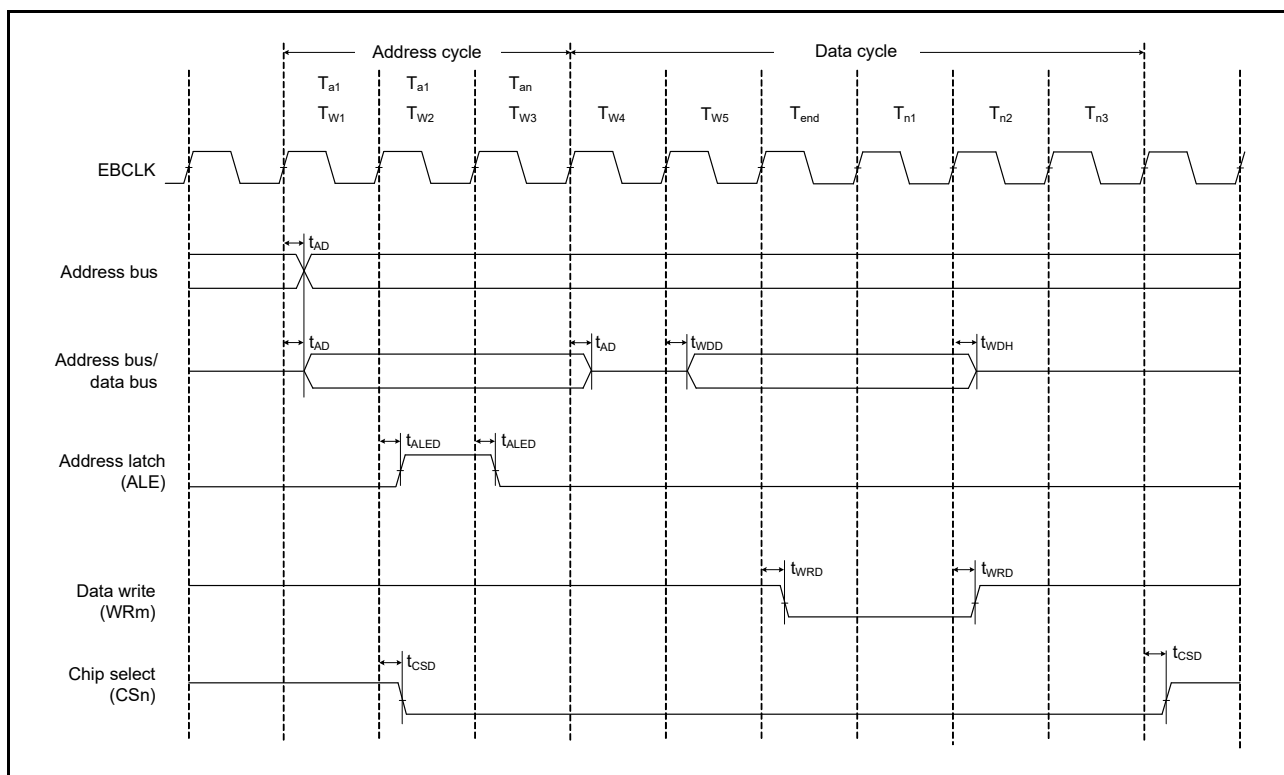 Address cycle Data cycle
Ta1 Ta1 Tan
TW1 TW2 TW3 TW4 TW5 Tend Tn1 Tn2 Tn3
EBCLK
tAD
Address bus
tAD tAD tWDD tWDH
Address bus/
data bus
tALED tALED
Address latch
(ALE)
tWRD tWRD
Data write
(WRm)
tCSD tCSD
Chip select
(CSn)